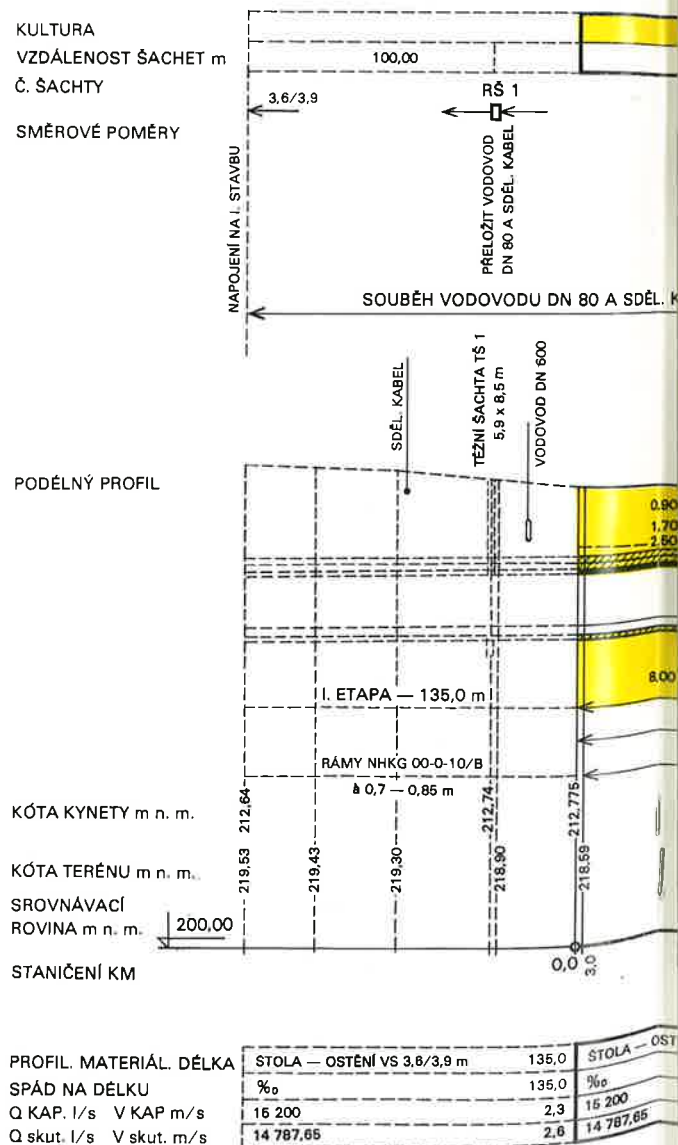 KULTURA
VZDÁLENOST ŠACHET m
100,00
Č. ŠACHTY
3,6/3,9
RŠ 1
SMĚROVÉ POMĚRY
NAPOJENÍ NA I. STAVBU
PŘELOŽIT VODOVOD
DN 80 A SDĚL. KABEL
SOUBĚH VODOVODU DN 80 A SDĚL. K
SDĚL. KABEL
TĚŽNÍ ŠACHTA TŠ 1
5,9 x 8,5 m
VODOVOD DN 600
PODÉLNÝ PROFIL
0.90
1.70
2.60
8.00
I. ETAPA — 135,0 m
RÁMY NHKG 00-0-10/B
à 0,7 — 0,85 m
KÓTA KYNETY m n. m.
212,64
212,74
212,775
KÓTA TERÉNU m n. m.
219,53
219,43
219,30
218,90
218,59
SROVNÁVACÍ
ROVINA m n. m.
200,00
STANIČENÍ KM
0,0
3.0
PROFIL. MATERIÁL. DÉLKA
ŠTOLA — OSTĚNÍ VS 3,6/3,9 m 135,0
ŠTOLA — OST
SPÁD NA DÉLKU
‰ 135,0
‰
Q KAP. l/s V KAP m/s
15 200 2,3
15 200
Q skut. l/s V skut. m/s
14 787,65 2,6
14 787,65